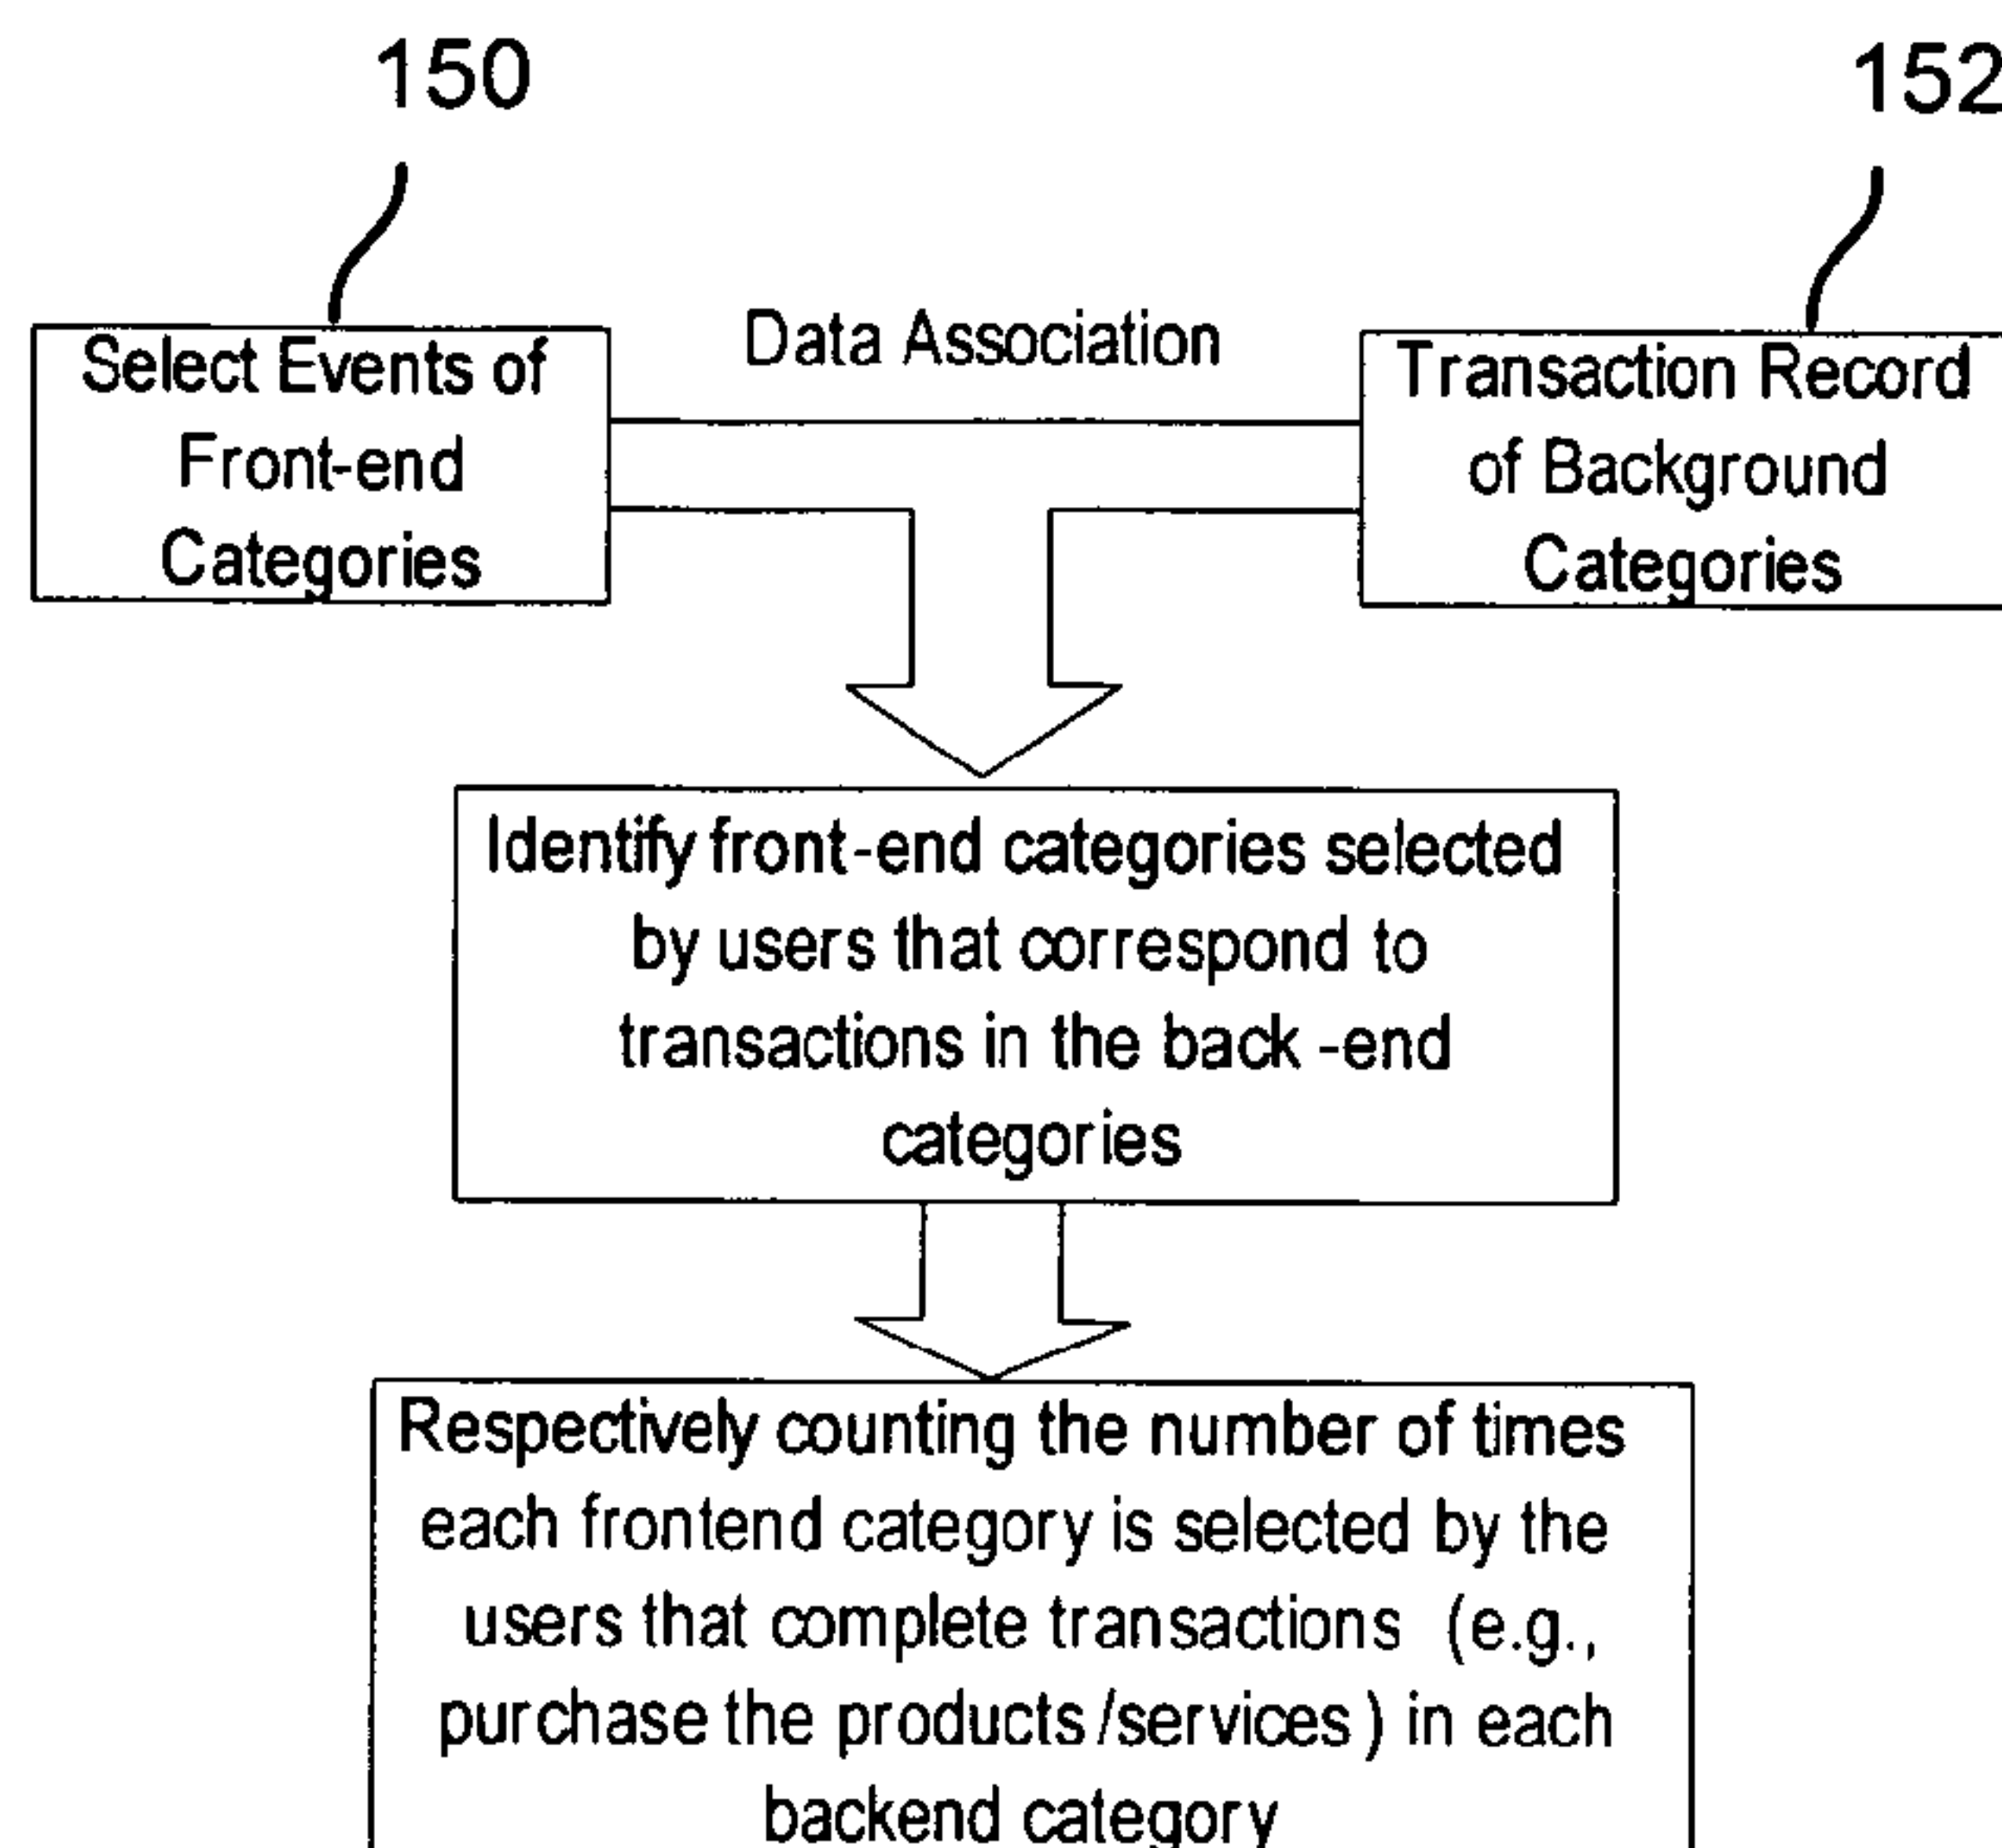 150
152
Data Association
Select Events of
Front-end
Categories
Transaction Record
of Background
Categories
Identify front-end categories selected
by users that correspond to
transactions in the back -end
categories
Respectively counting the number of times
each frontend category is selected by the
users that complete transactions (e.g.,
purchase the products/services) in each
backend category